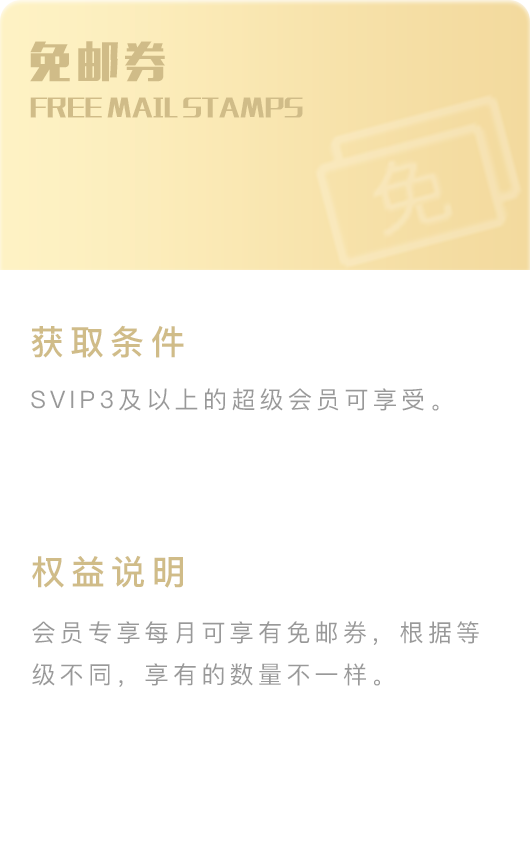 免邮券
FREE MAIL STAMPS
免
获取条件
SVIP3及以上的超级会员可享受。
权益说明
会员专享每月可享有免邮券，根据等
级不同，享有的数量不一样。